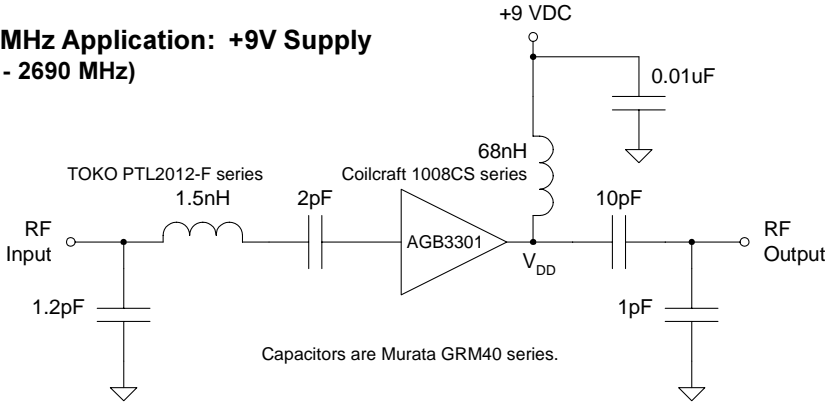 +9 VDC
MHz Application: +9V Supply
- 2690 MHz)
0.01uF
68nH
TOKO PTL2012-F series
Coilcraft 1008CS series
1.5nH
2pF
10pF
RF
Input
AGB3301
VDD
RF
Output
1.2pF
1pF
Capacitors are Murata GRM40 series.